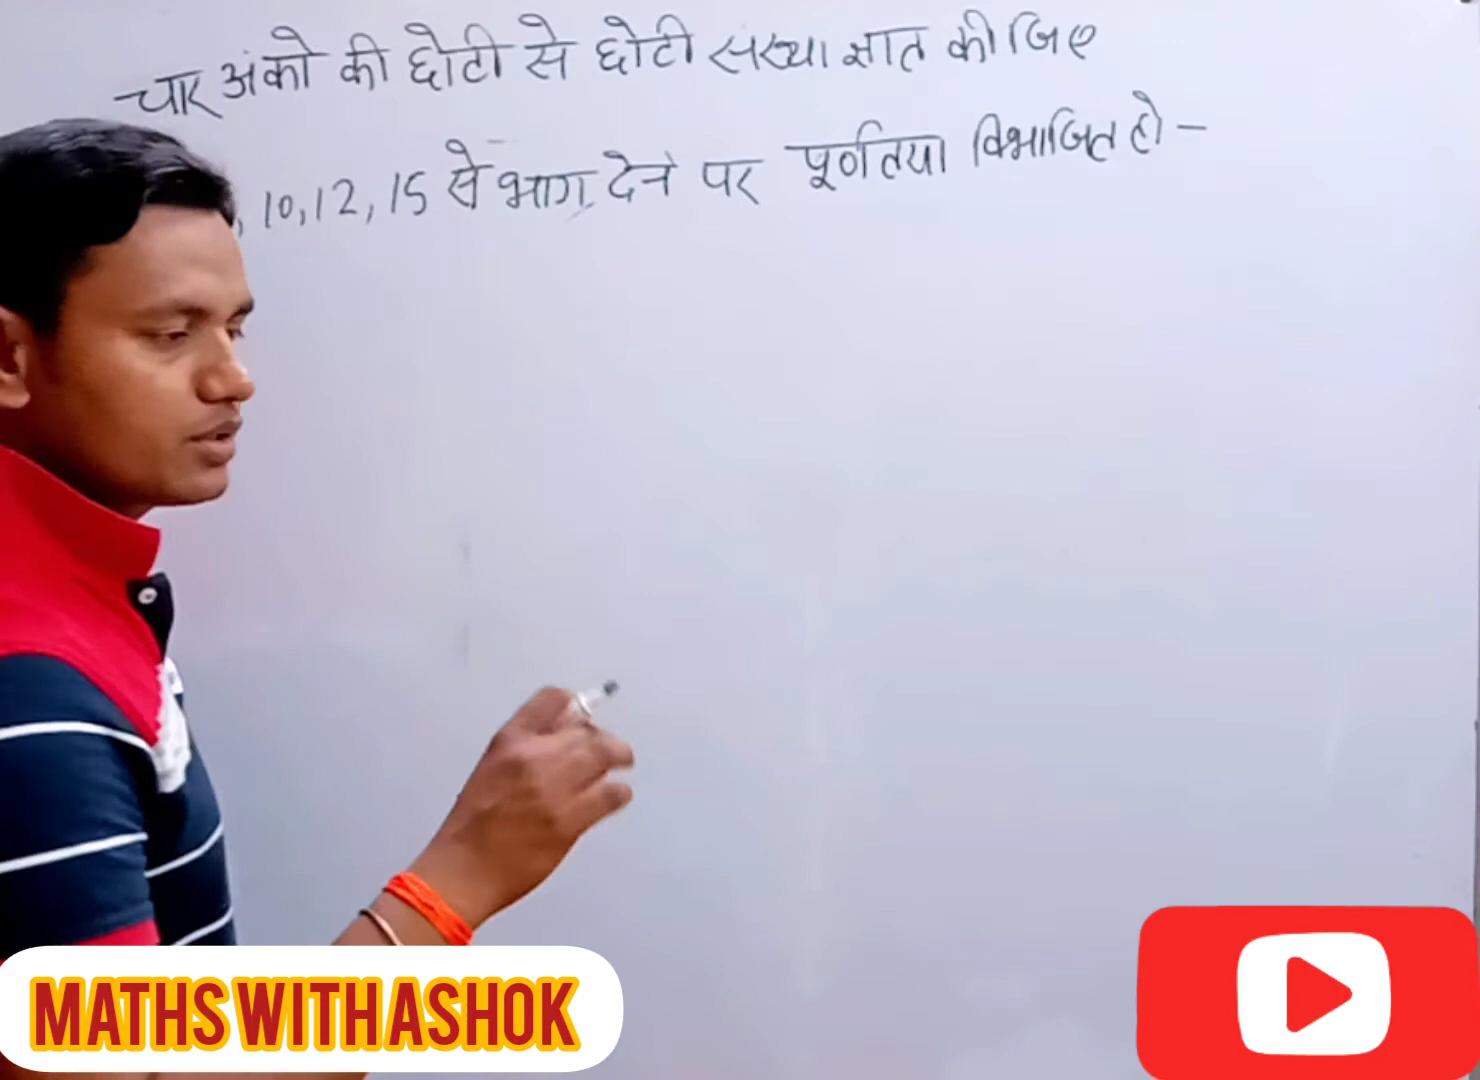 चार अंको की छोटी से छोटी संख्या ज्ञात कीजिए
, 10, 12, 15 से भाग देने पर पूर्णतया विभाजित हो -
MATHS WITH ASHOK